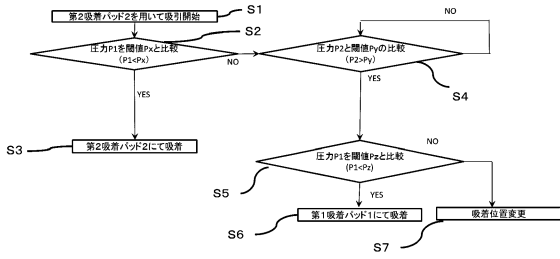 第2吸着パッド2を用いて吸引開始
S1
圧力P1を閾値Pxと比較
(P1<Px)
S2
NO
圧力P2と閾値Pyの比較
(P2>Py)
NO
S4
YES
YES
S3
第2吸着パッド2にて吸着
圧力P1を閾値Pzと比較
(P1<Pz)
NO
S5
YES
第1吸着パッド1にて吸着
吸着位置変更
S6
S7